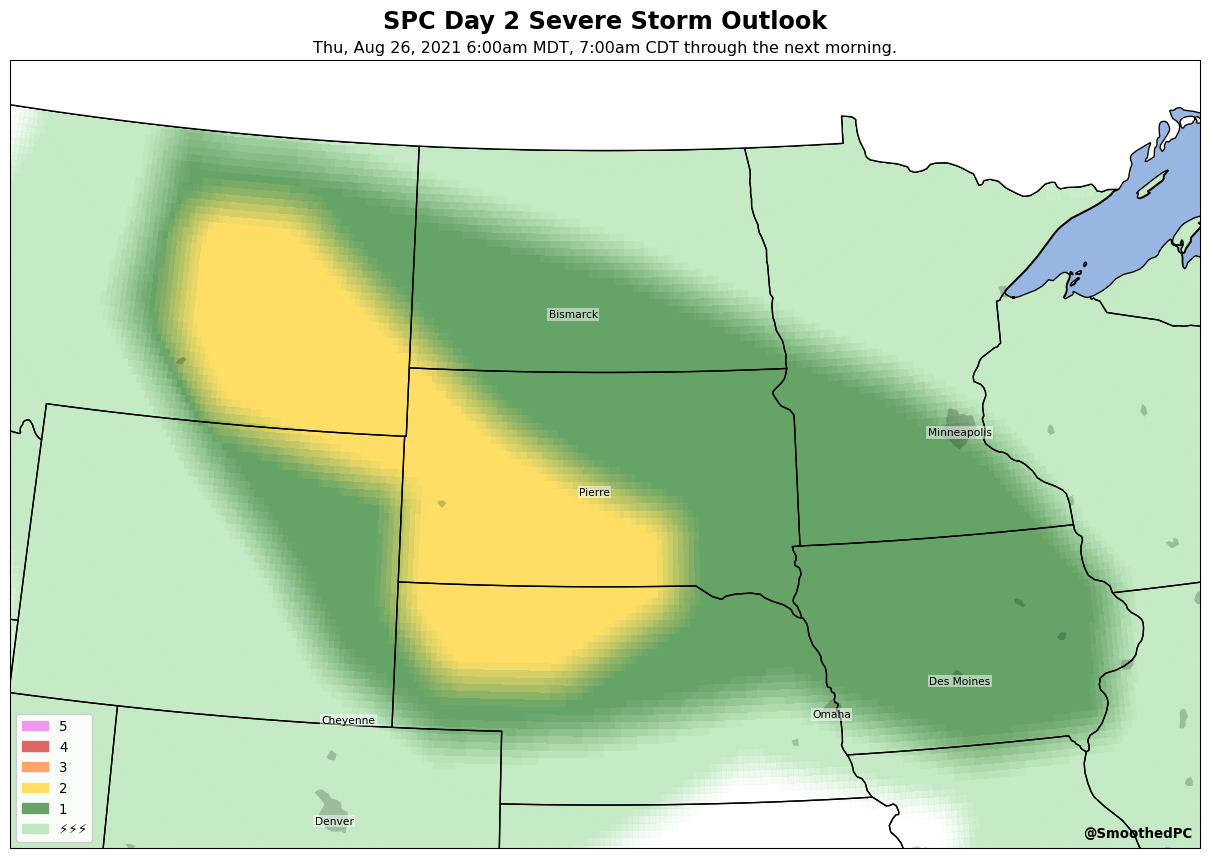 SPC Day 2 Severe Storm Outlook
Thu, Aug 26, 2021 6:00am MDT, 7:00am CDT through the next morning.
Bismarck
Minneapolis
Pierre
Des Moines
Omaha
Cheyenne
Denver
5
4
3
2
1
⚡⚡⚡
@SmoothedPC